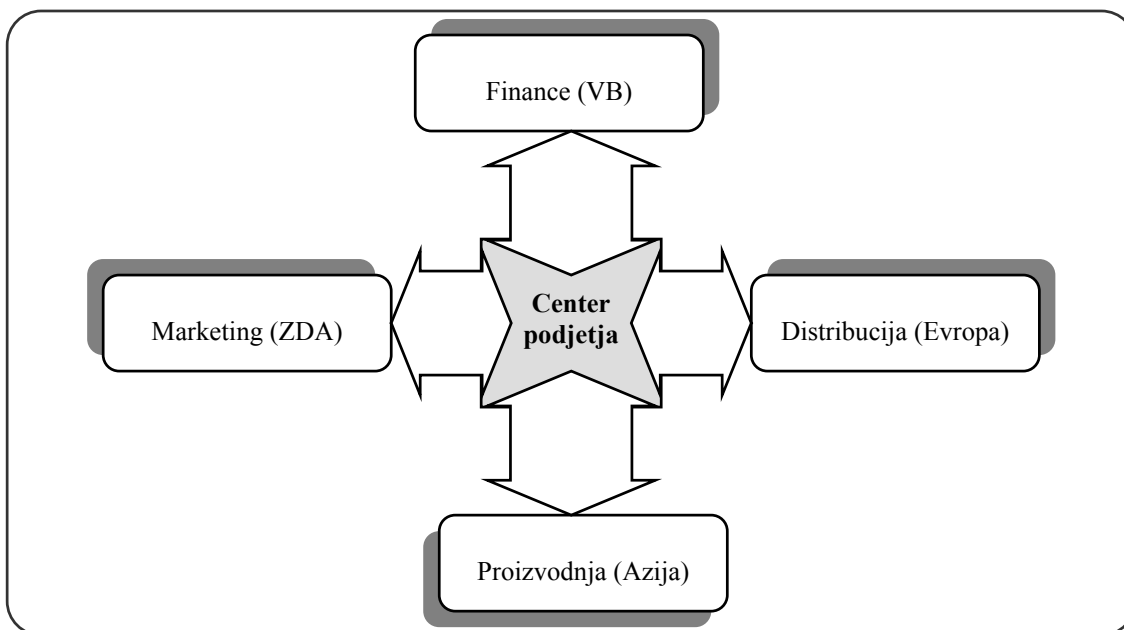 Finance (VB)
Marketing (ZDA)
Center
podjetja
Distribucija (Evropa)
Proizvodnja (Azija)